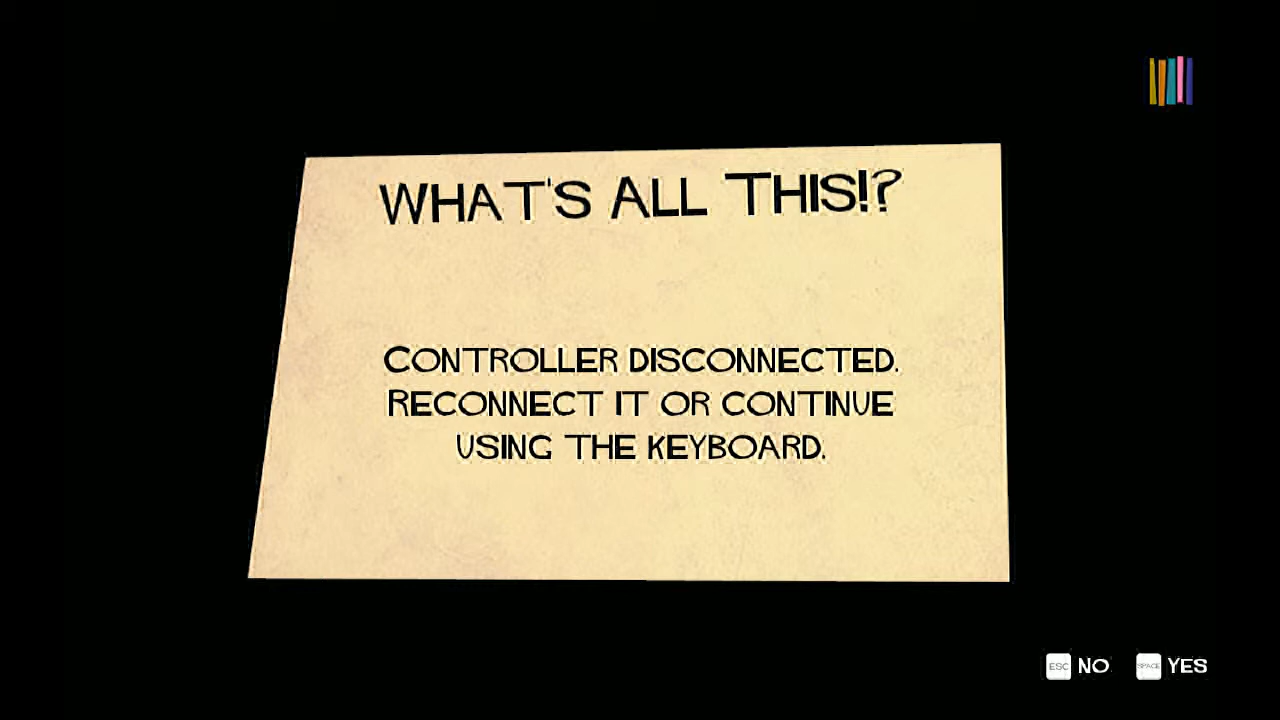 WHAT'S ALL THIS!?
CONTROLLER DISCONNECTED.
RECONNECT IT OR CONTINUE
USING THE KEYBOARD.
ESC NO SPACE YES